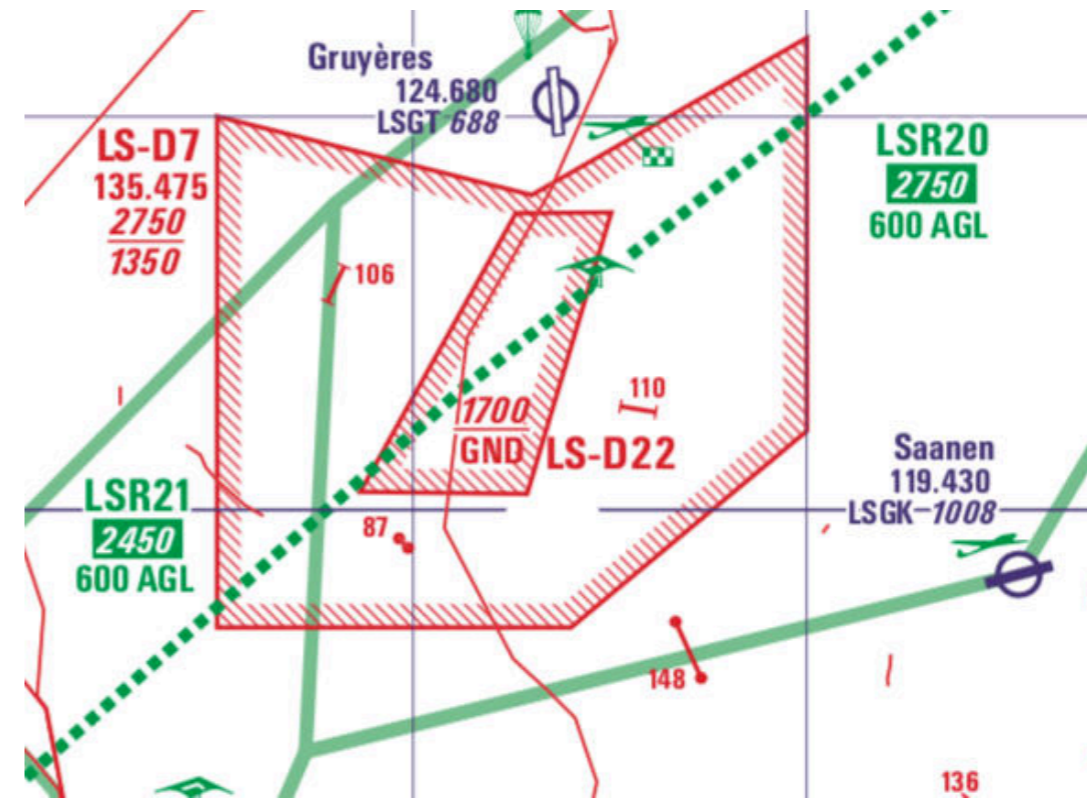 Gruyères
124.680
LSGT 688
LS-D7
135.475
2750
1350
LSR20
2750
600 AGL
106
110
1700
GND
LS-D22
Saanen
119.430
LSGK 1008
LSR21
2450
600 AGL
87
148
136